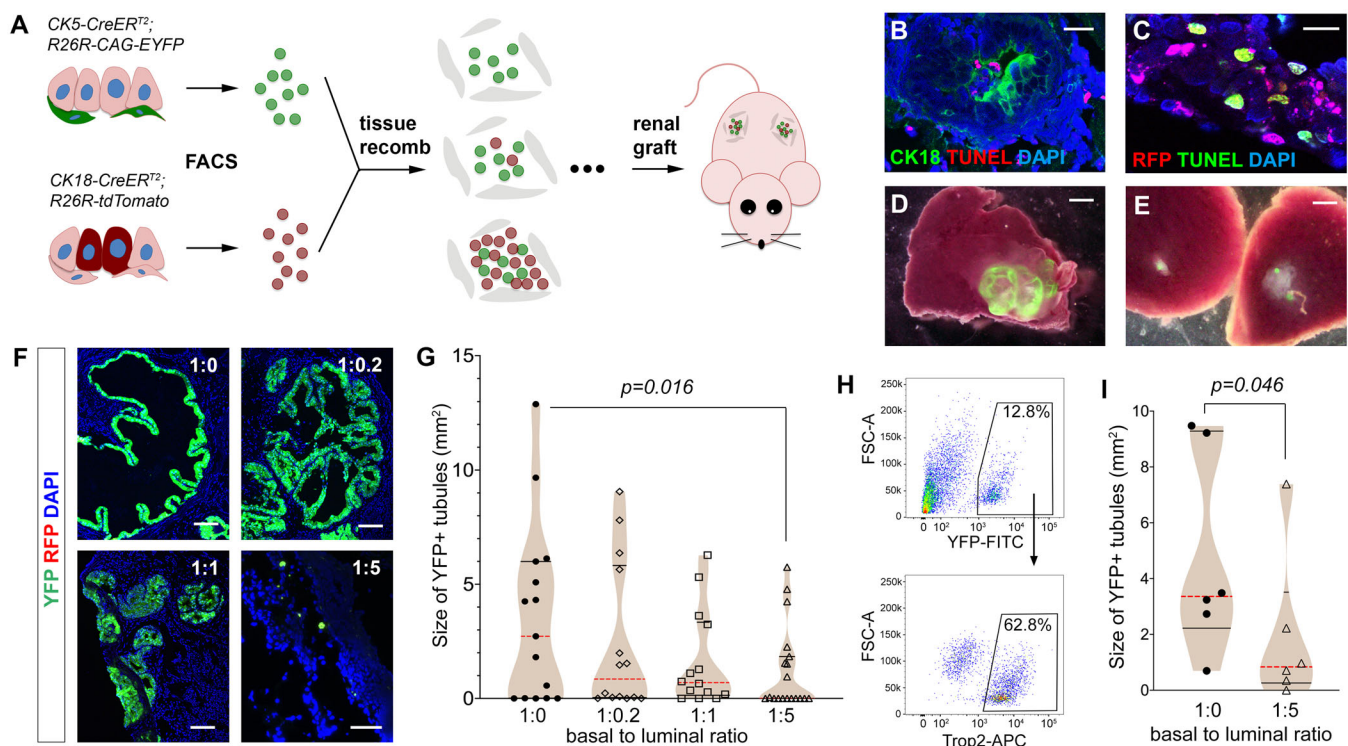 A
CK5-CreERT2;
R26R-CAG-EYFP
FACS
CK18-CreERT2;
R26R-tdTomato
tissue
recomb
renal
graft
B
CK18 TUNEL DAPI
C
RFP TUNEL DAPI
D
E
F
YFP RFP DAPI
1:0
1:0.2
1:1
1:5
G
Size of YFP+ tubules (mm²)
15
10
5
0
p=0.016
1:0 1:0.2 1:1 1:5
basal to luminal ratio
H
FSC-A
250k
200k
150k
100k
50k
0
12.8%
0 10² 10³ 10⁴ 10⁵
YFP-FITC
FSC-A
250k
200k
150k
100k
50k
0
62.8%
0 10² 10³ 10⁴ 10⁵
Trop2-APC
I
Size of YFP+ tubules (mm²)
10
8
6
4
2
0
p=0.046
1:0 1:5
basal to luminal ratio